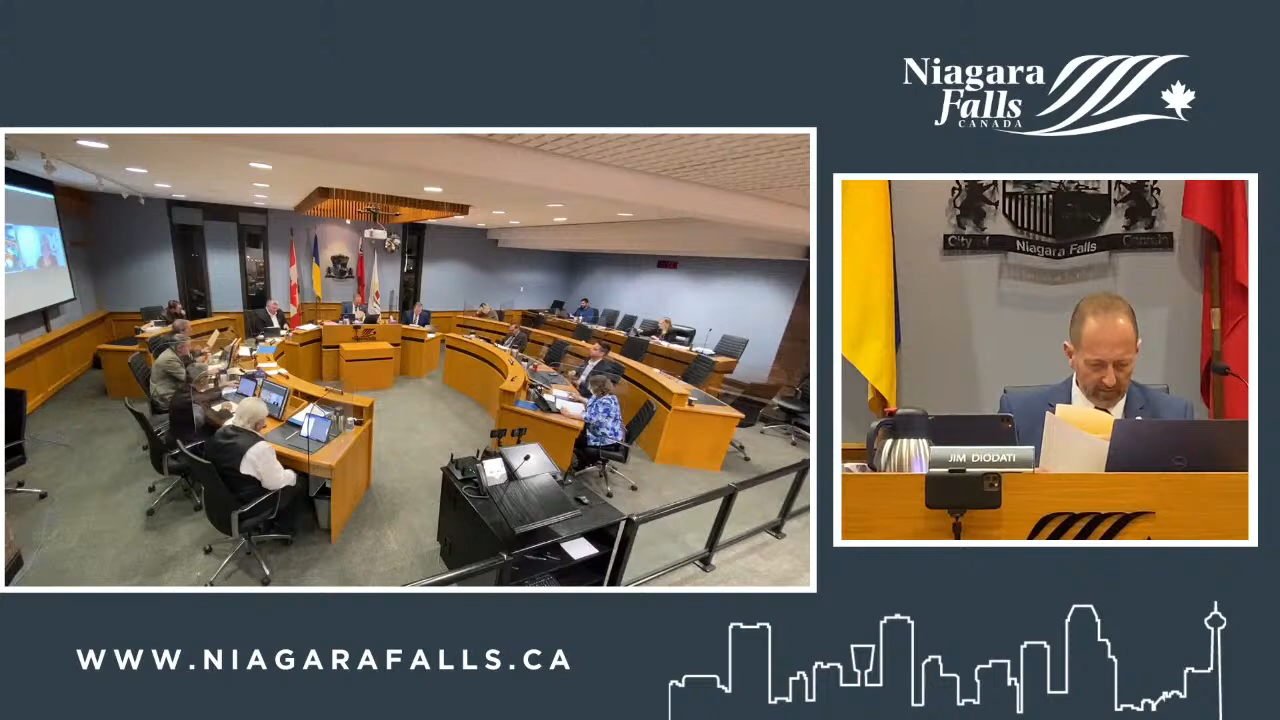 Niagara
Falls
CANADA
City of
Niagara Falls
Canada
JIM DIODATI
WWW.NIAGARAFALLS.CA